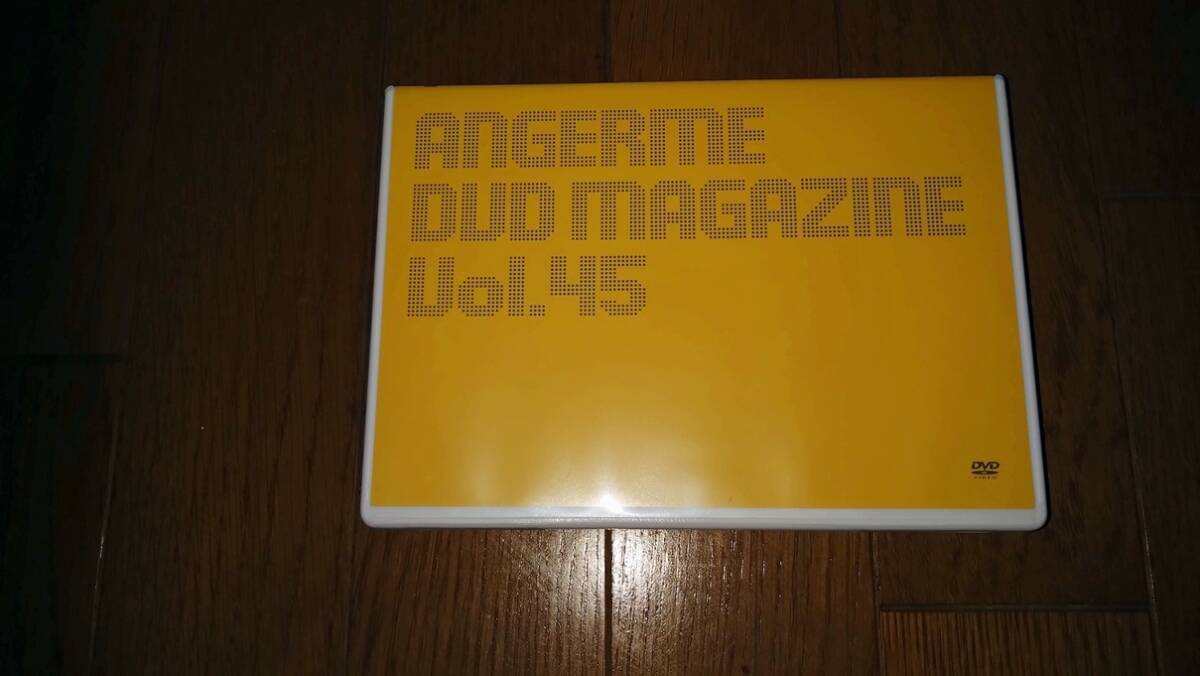 ANGERME
DVD MAGAZINE
Vol.45
DVD
VIDEO